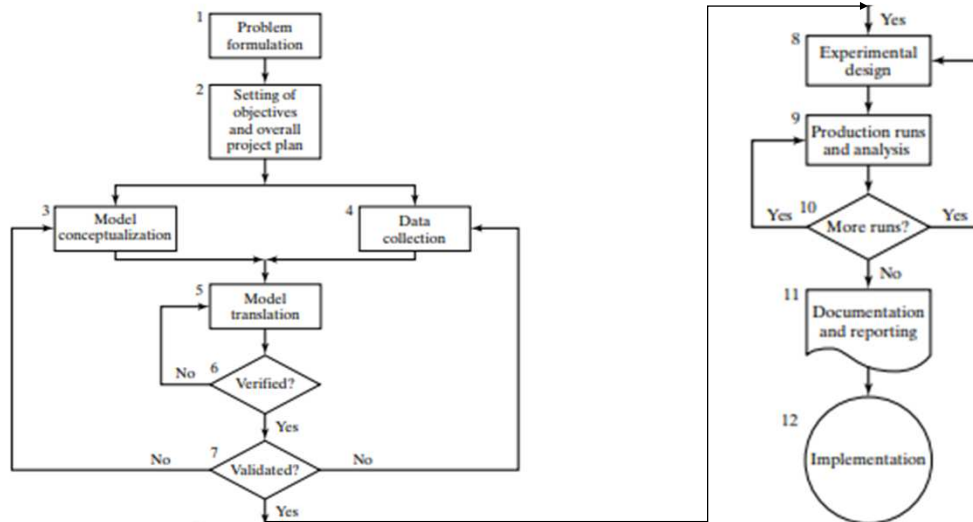 1
Problem
formulation
2
Setting of
objectives
and overall
project plan
3
Model
conceptualization
4
Data
collection
5
Model
translation
6
Verified?
No
Yes
7
Validated?
No
No
Yes
Yes
8
Experimental
design
9
Production runs
and analysis
10
More runs?
Yes
Yes
No
11
Documentation
and reporting
12
Implementation